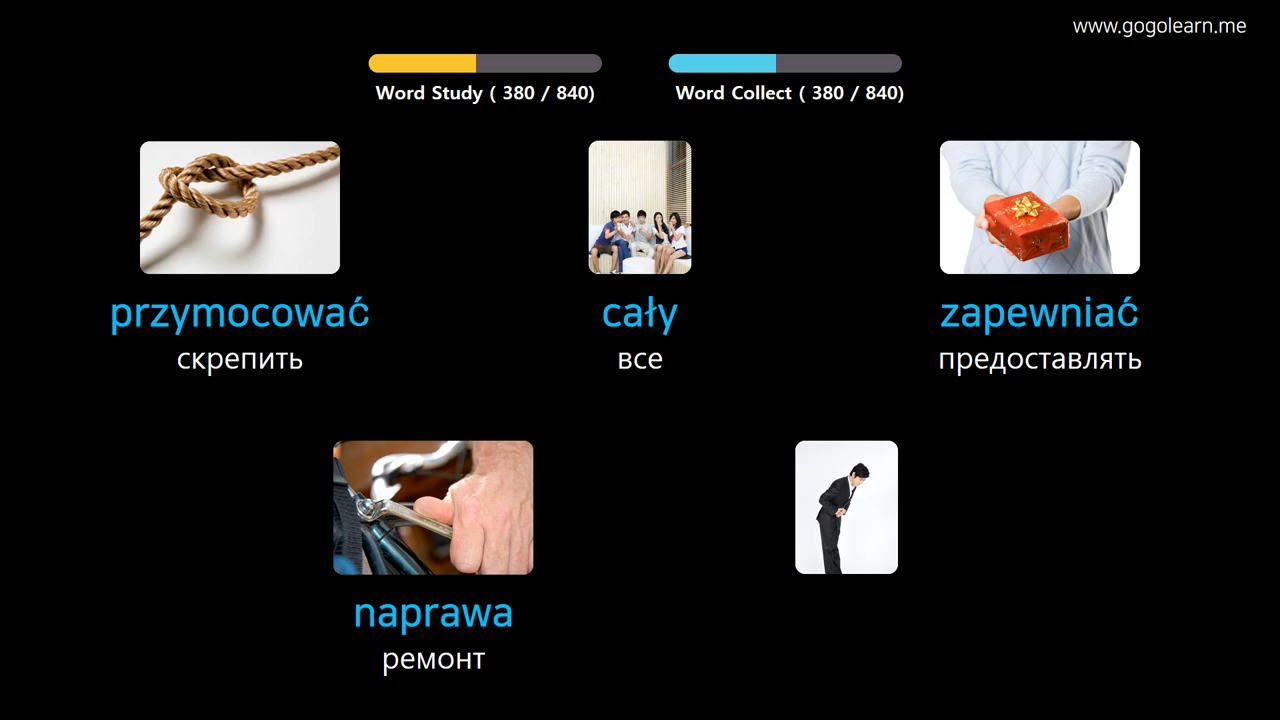 www.gogolearn.me
Word Study ( 380 / 840)
Word Collect ( 380 / 840)
przymocować
скрепить
cały
все
zapewniać
предоставлять
naprawa
ремонт